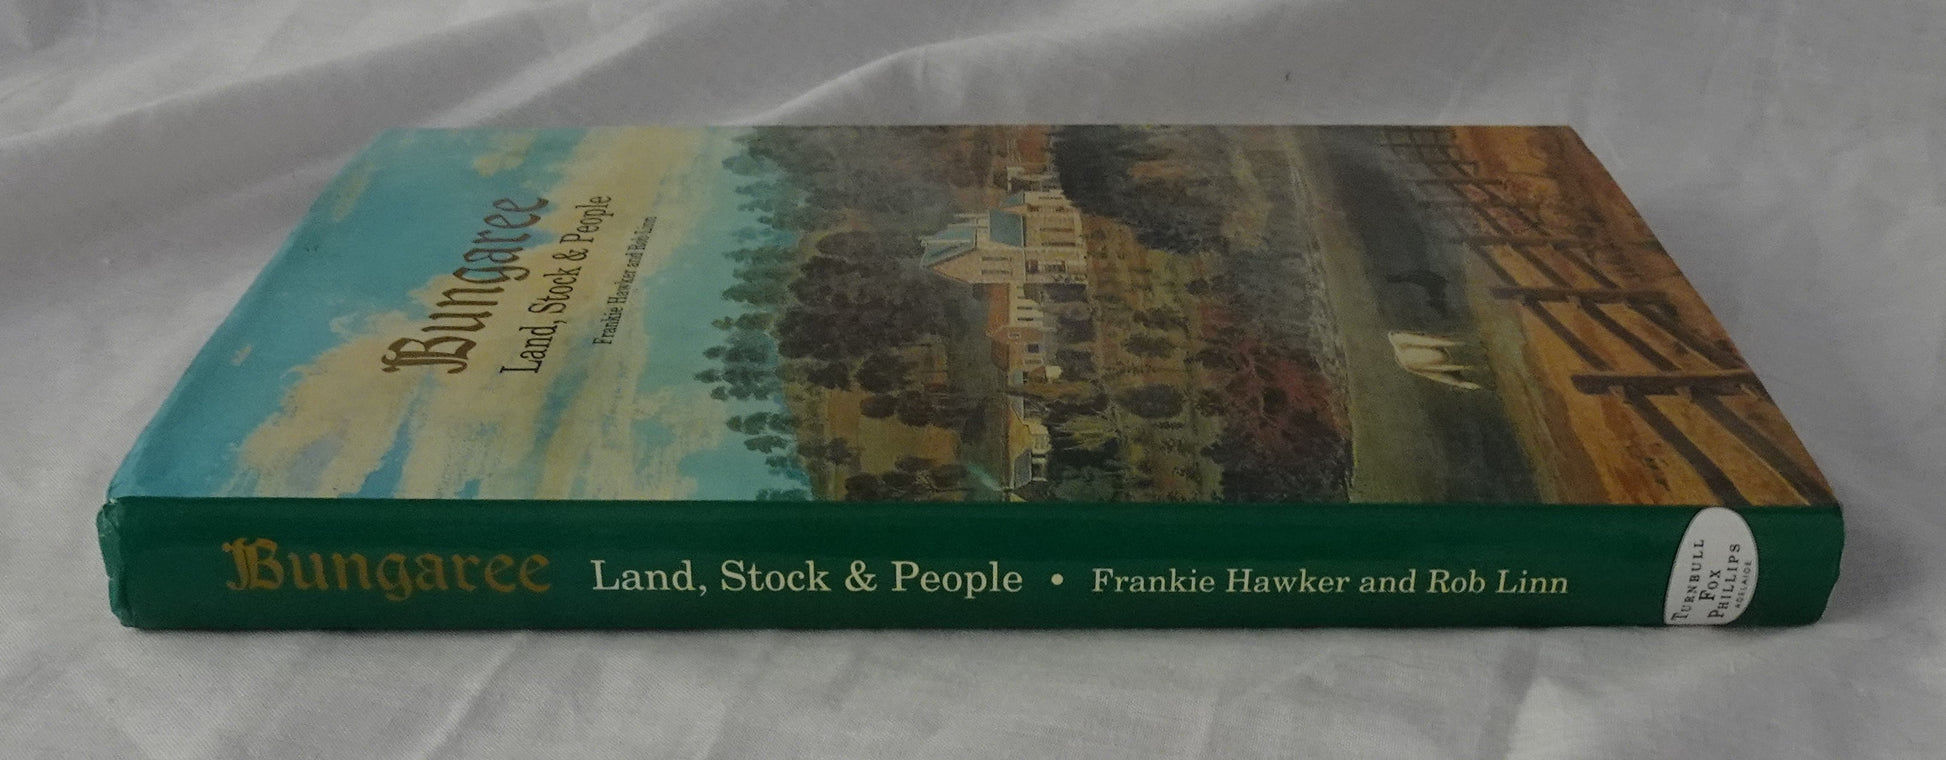 Bungaree
Land, Stock & People
Frankie Hawker and Rob Linn
Bungaree Land, Stock & People • Frankie Hawker and Rob Linn
TURNBULL
FOX
PHILLIPS
ADELAIDE